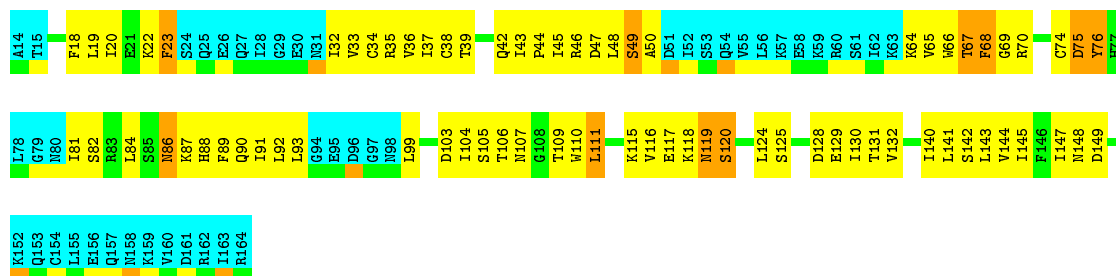 A14 T15 F18 L19 I20 E21 K22 F23 S24 Q25 E26 Q27 I28 G29 E30 N31 I32 V33 C34 R35 V36 I37 C38 T39 Q42 I43 P44 I45 R46 D47 L48 S49 A50 D51 I52 S53 Q54 V55 L56 K57 E58 K59 R60 S61 I62 K63 K64 V65 W66 T67 F68 G69 R70 C74 D75 Y76
L78 G79 N80 I81 S82 R83 L84 S85 N86 K87 H88 F89 Q90 I91 L92 L93 G94 E95 D96 G97 N98 L99 D103 I104 S105 T106 N107 G108 T109 W110 L111 K115 V116 E117 K118 N119 S120 L124 S125 D128 E129 I130 T131 V132 I140 L141 S142 L143 V144 I145 F146 I147 N148 D149
K152 Q153 C154 L155 E156 Q157 N158 K159 V160 D161 R162 I163 R164